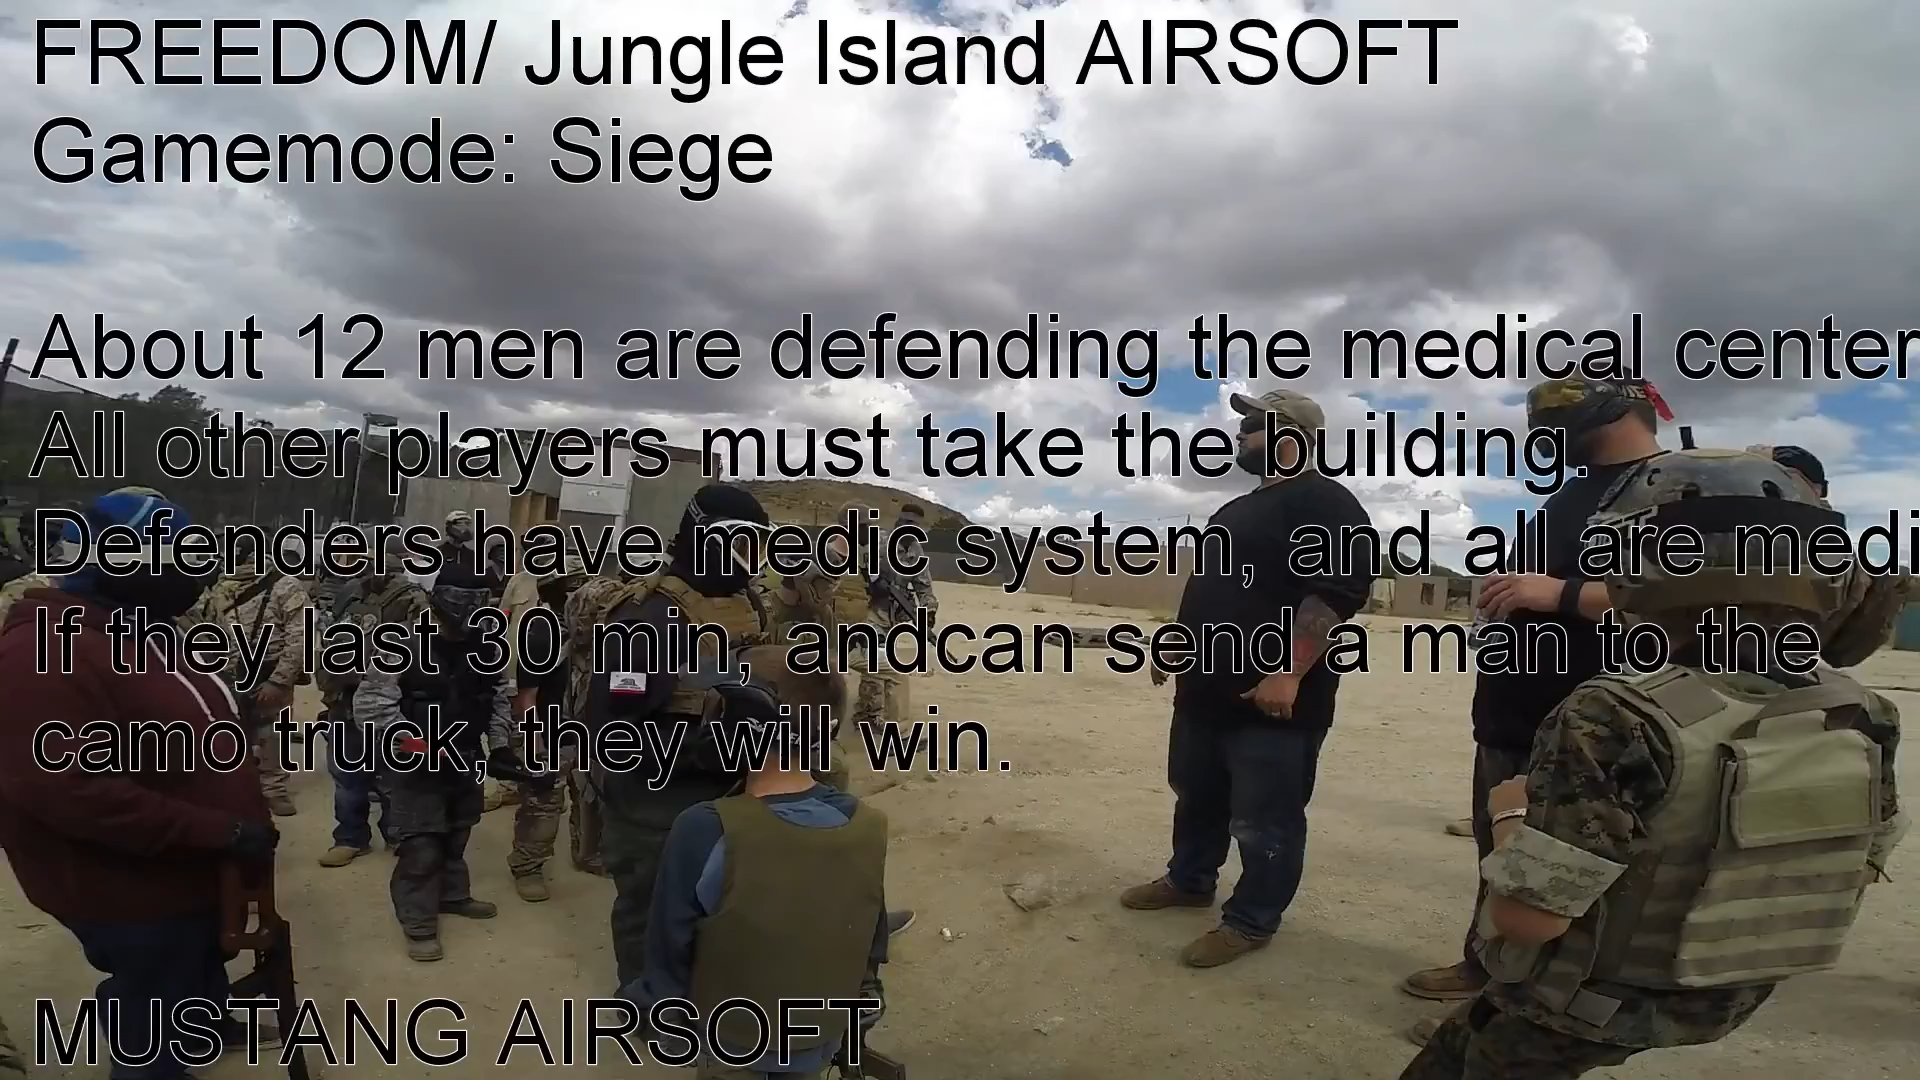 FREEDOM/ Jungle Island AIRSOFT
Gamemode: Siege
About 12 men are defending the medical center
All other players must take the building.
Defenders have medic system, and all are medi
If they last 30 min, andcan send a man to the
camo truck, they will win.
MUSTANG AIRSOFT